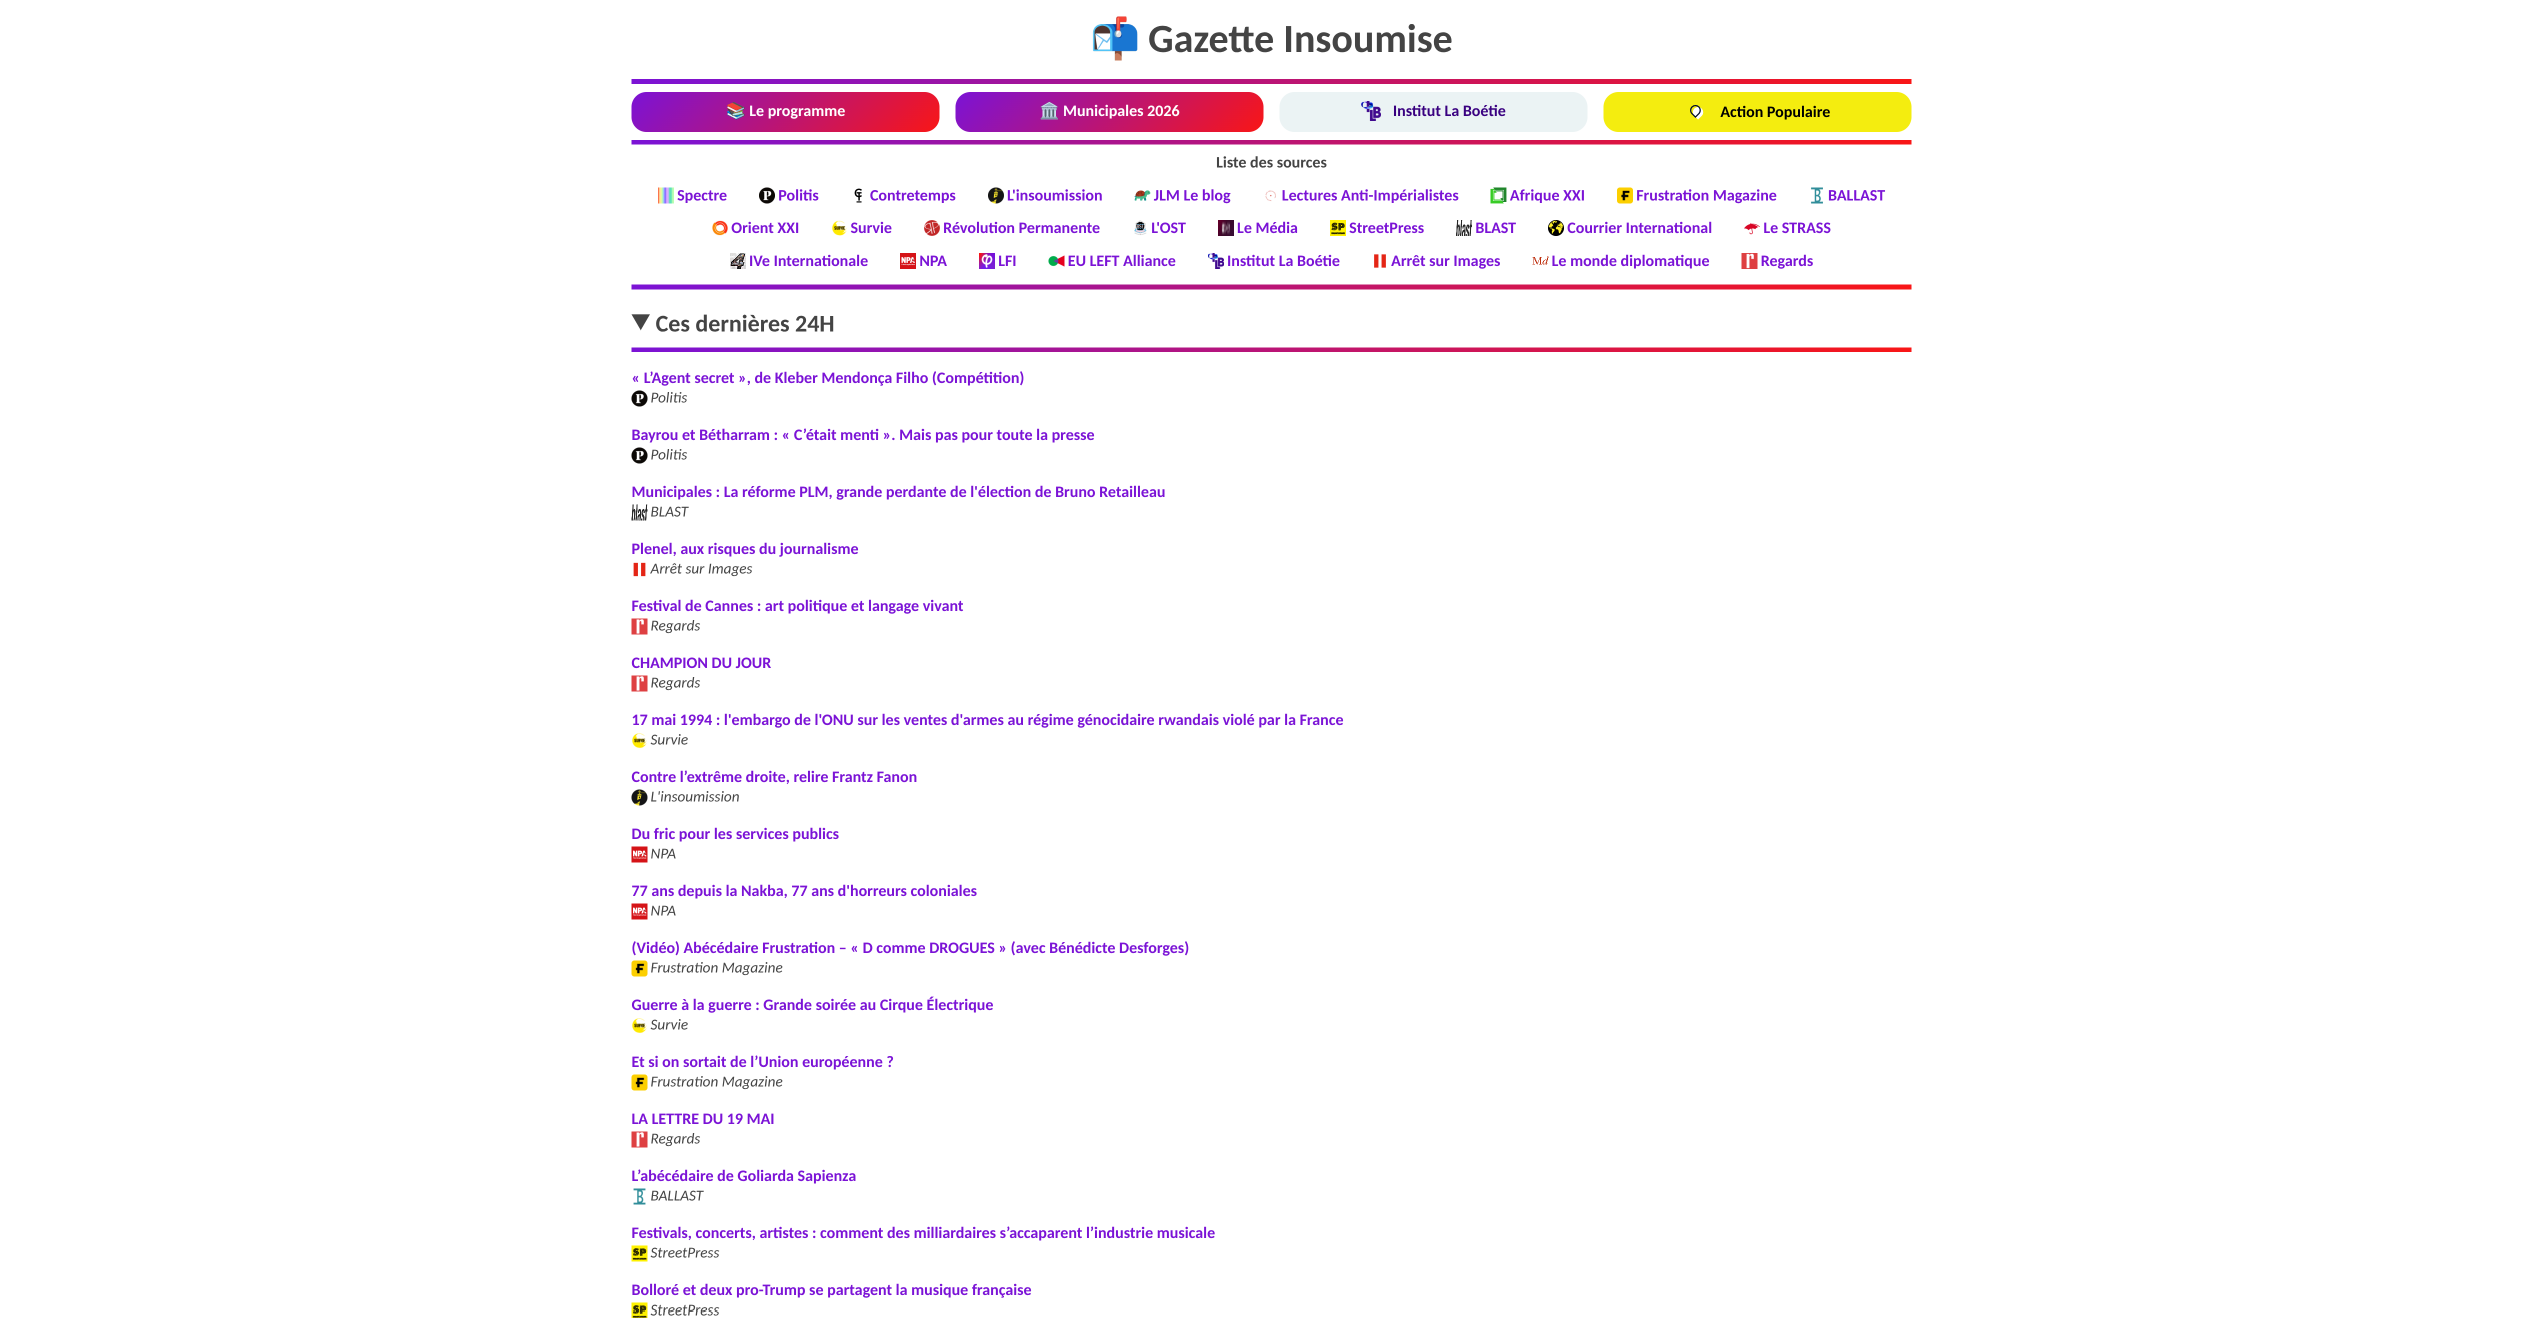 Gazette Insoumise
Le programme
Municipales 2026
Institut La Boétie
Action Populaire
Liste des sources
Spectre Politis Contretemps L'insoumission JLM Le blog Lectures Anti-Impérialistes Afrique XXI Frustration Magazine BALLAST
Orient XXI Survie Révolution Permanente L'OST Le Média StreetPress BLAST Courrier International Le STRASS
IVe Internationale NPA LFI EU LEFT Alliance Institut La Boétie Arrêt sur Images Le monde diplomatique Regards
Ces dernières 24H
« L’Agent secret », de Kleber Mendonça Filho (Compétition)
Politis
Bayrou et Bétharram : « C’était menti ». Mais pas pour toute la presse
Politis
Municipales : La réforme PLM, grande perdante de l'élection de Bruno Retailleau
BLAST
Plenel, aux risques du journalisme
Arrêt sur Images
Festival de Cannes : art politique et langage vivant
Regards
CHAMPION DU JOUR
Regards
17 mai 1994 : l'embargo de l'ONU sur les ventes d'armes au régime génocidaire rwandais violé par la France
Survie
Contre l’extrême droite, relire Frantz Fanon
L'insoumission
Du fric pour les services publics
NPA
77 ans depuis la Nakba, 77 ans d'horreurs coloniales
NPA
(Vidéo) Abécédaire Frustration – « D comme DROGUES » (avec Bénédicte Desforges)
Frustration Magazine
Guerre à la guerre : Grande soirée au Cirque Électrique
Survie
Et si on sortait de l’Union européenne ?
Frustration Magazine
LA LETTRE DU 19 MAI
Regards
L’abécédaire de Goliarda Sapienza
BALLAST
Festivals, concerts, artistes : comment des milliardaires s’accaparent l’industrie musicale
StreetPress
Bolloré et deux pro-Trump se partagent la musique française
StreetPress